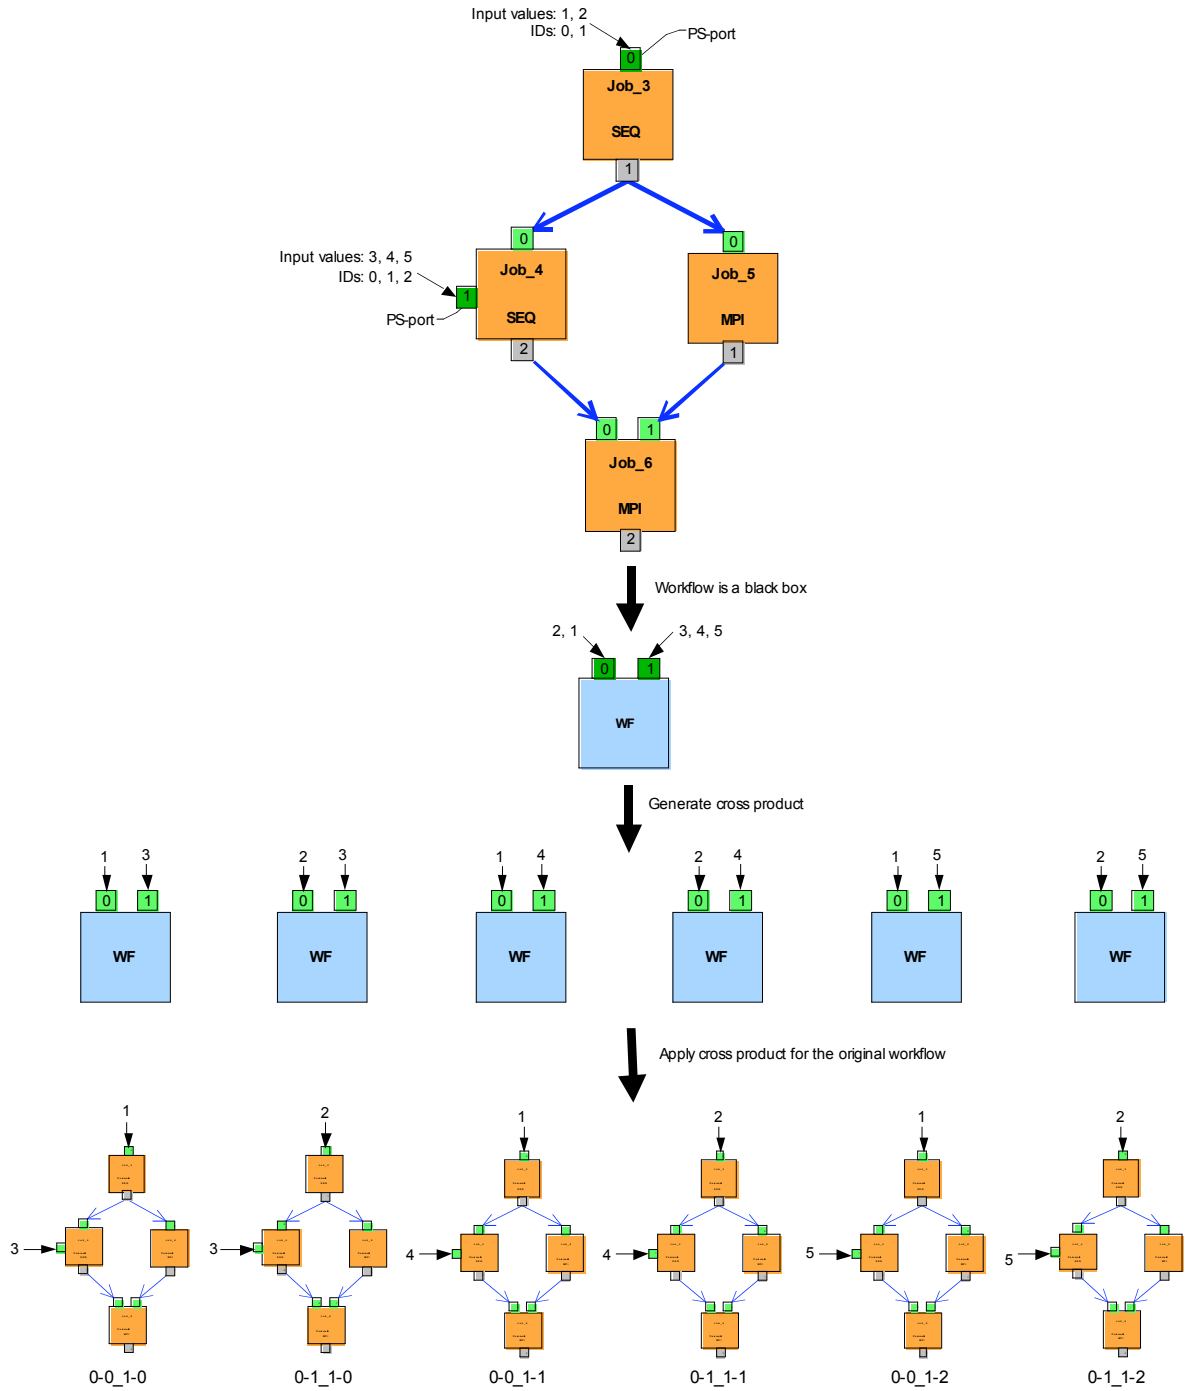 Input values: 1, 2
IDs: 0, 1
PS-port
0
Job_3
SEQ
1
0
0
Input values: 3, 4, 5
IDs: 0, 1, 2
PS-port
1
Job_4
SEQ
2
Job_5
MPI
1
0
1
Job_6
MPI
2
Workflow is a black box
2, 1
3, 4, 5
0
1
WF
Generate cross product
1 3 2 3 1 4 2 4 1 5 2 5
0 1 0 1 0 1 0 1 0 1 0 1
WF WF WF WF WF WF
Apply cross product for the original workflow
1 2 1 2 1 2
3 3 4 4 5 5
0-0_1-0 0-1_1-0 0-0_1-1 0-1_1-1 0-0_1-2 0-1_1-2